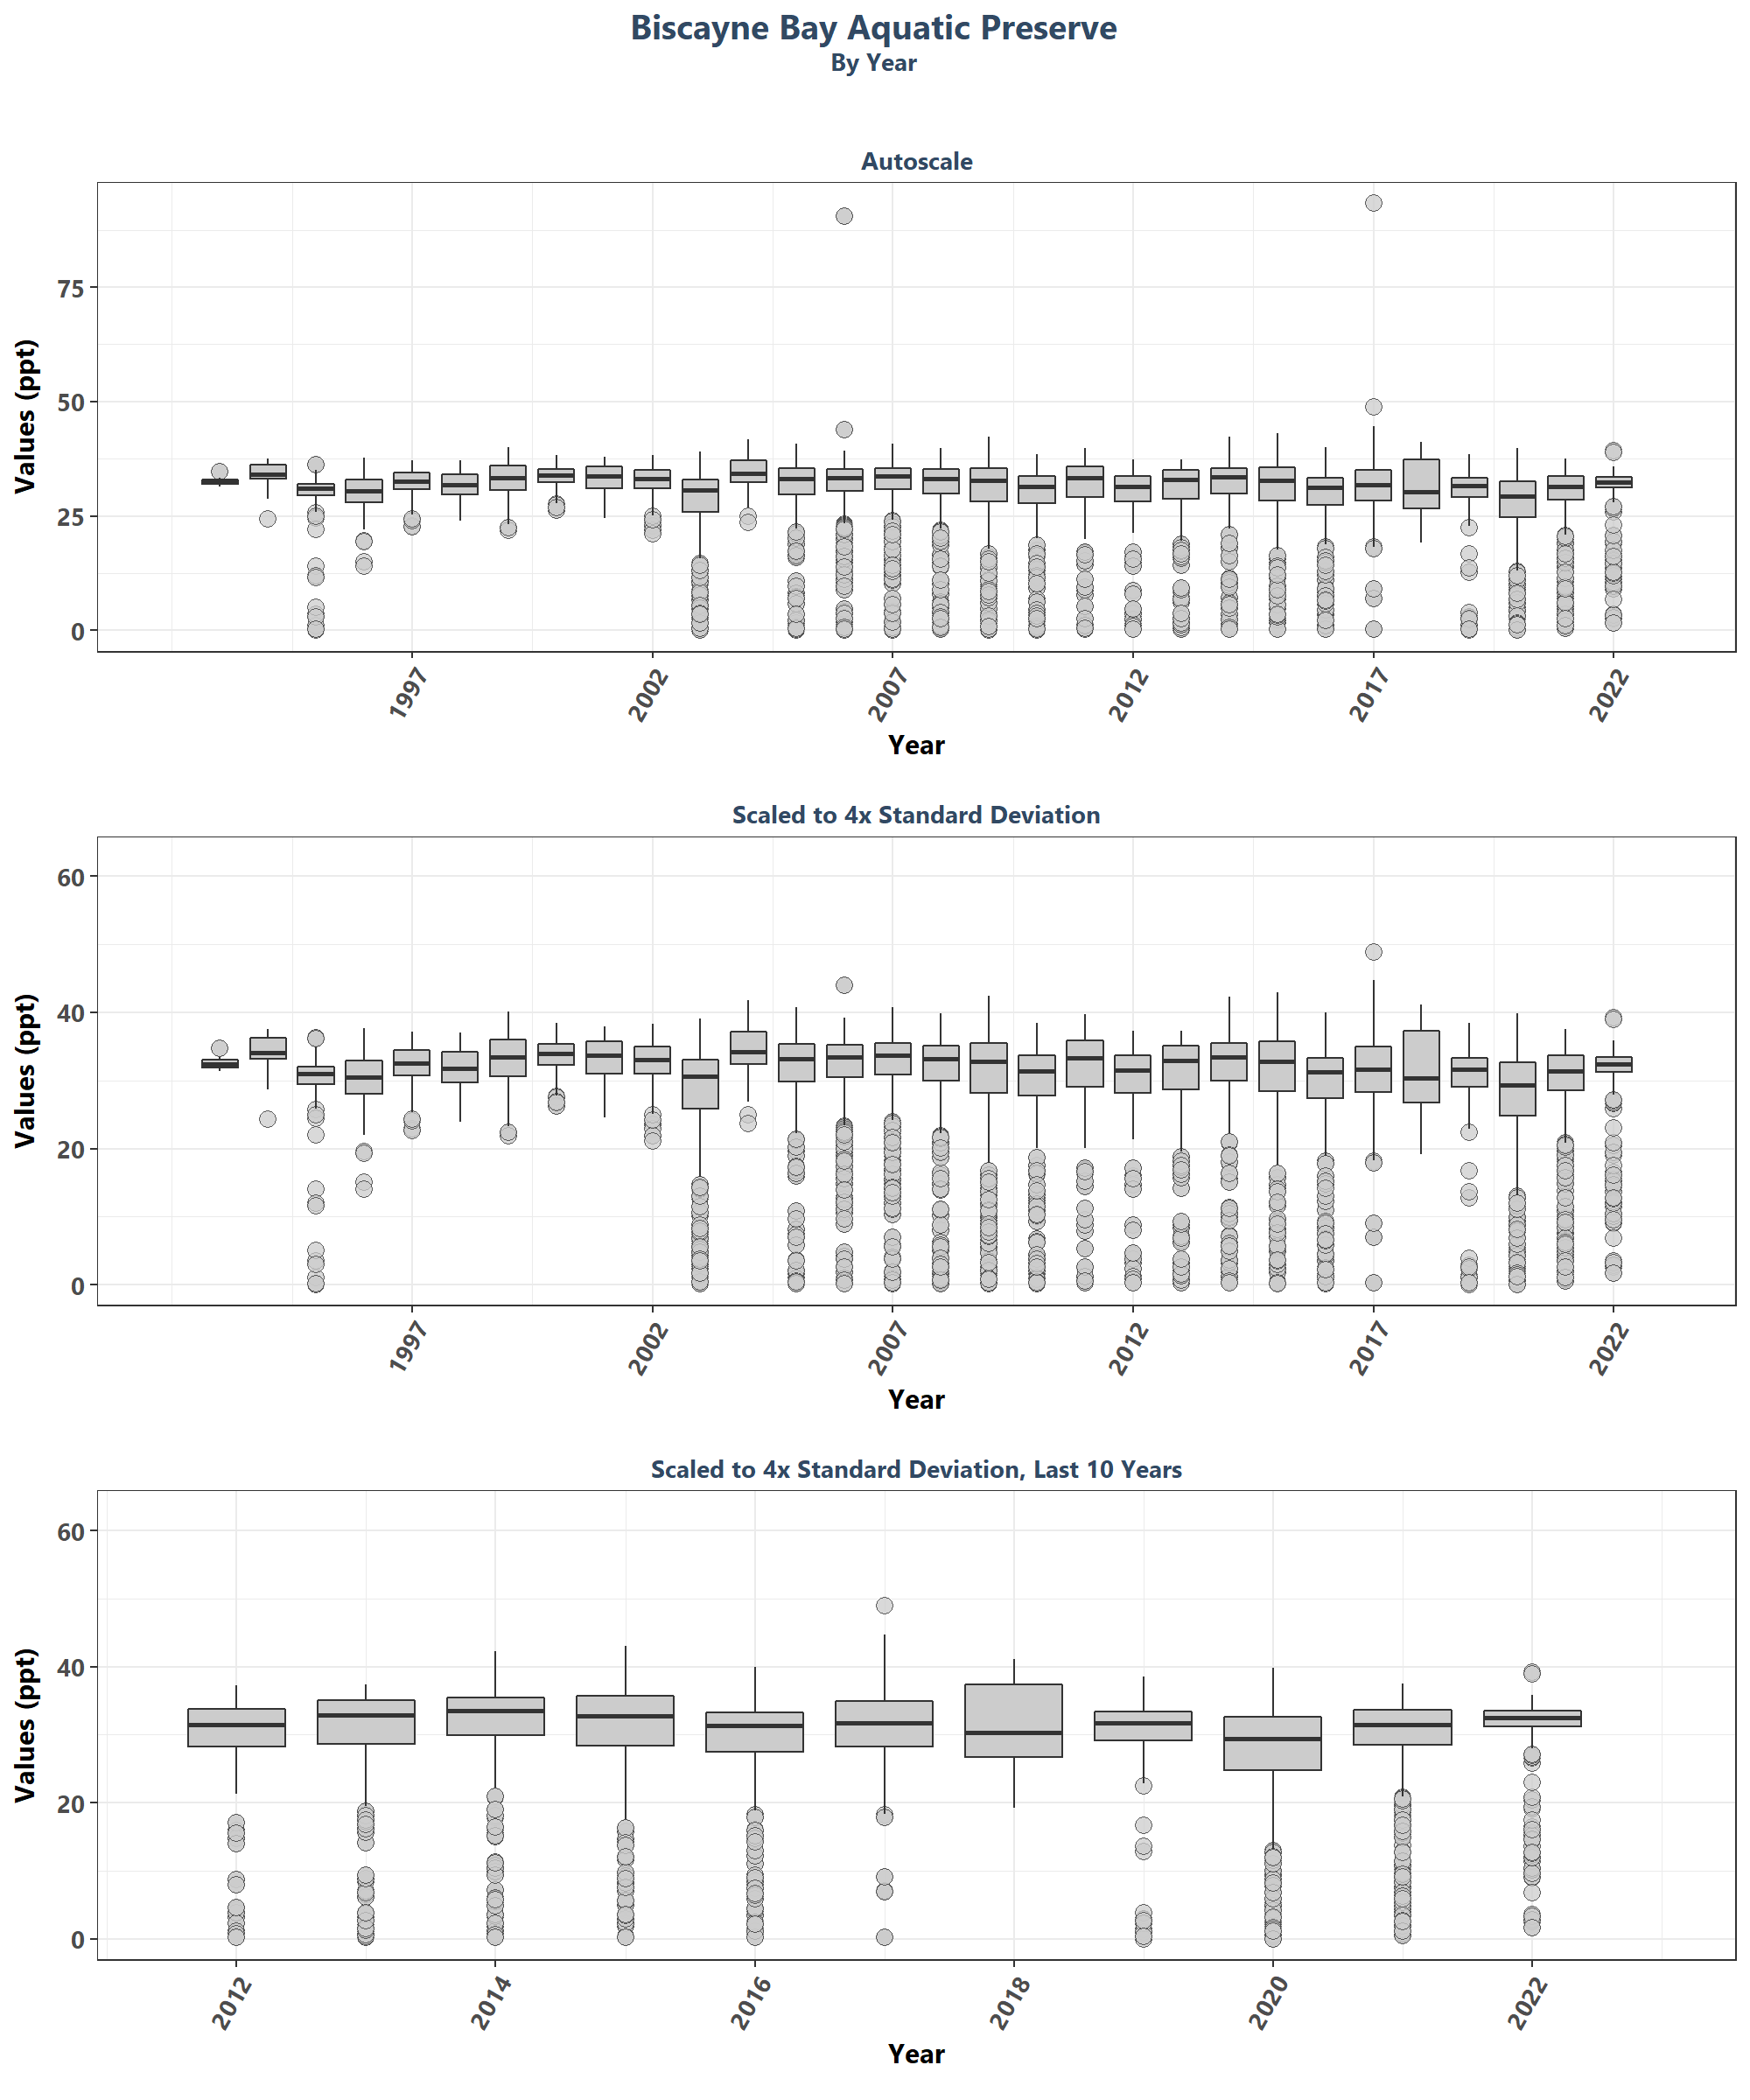 Biscayne Bay Aquatic Preserve
By Year
Autoscale
Values (ppt)
75
50
25
0
1997 2002 2007 2012 2017 2022
Year
Scaled to 4x Standard Deviation
Values (ppt)
60
40
20
0
1997 2002 2007 2012 2017 2022
Year
Scaled to 4x Standard Deviation, Last 10 Years
Values (ppt)
60
40
20
0
2012 2014 2016 2018 2020 2022
Year